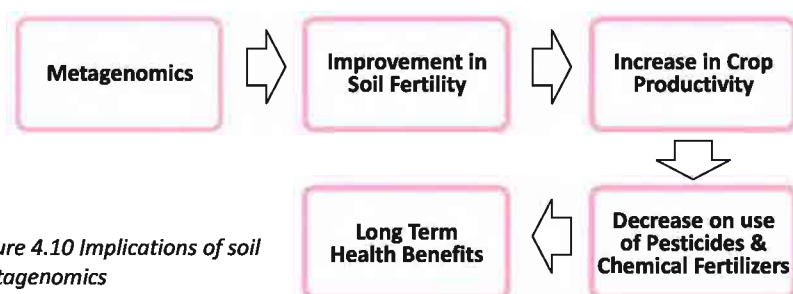 Metagenomics
Improvement in
Soil Fertility
Increase in Crop
Productivity
Decrease on use
of Pesticides &
Chemical Fertilizers
Long Term
Health Benefits
ure 4.10 Implications of soil
tagenomics